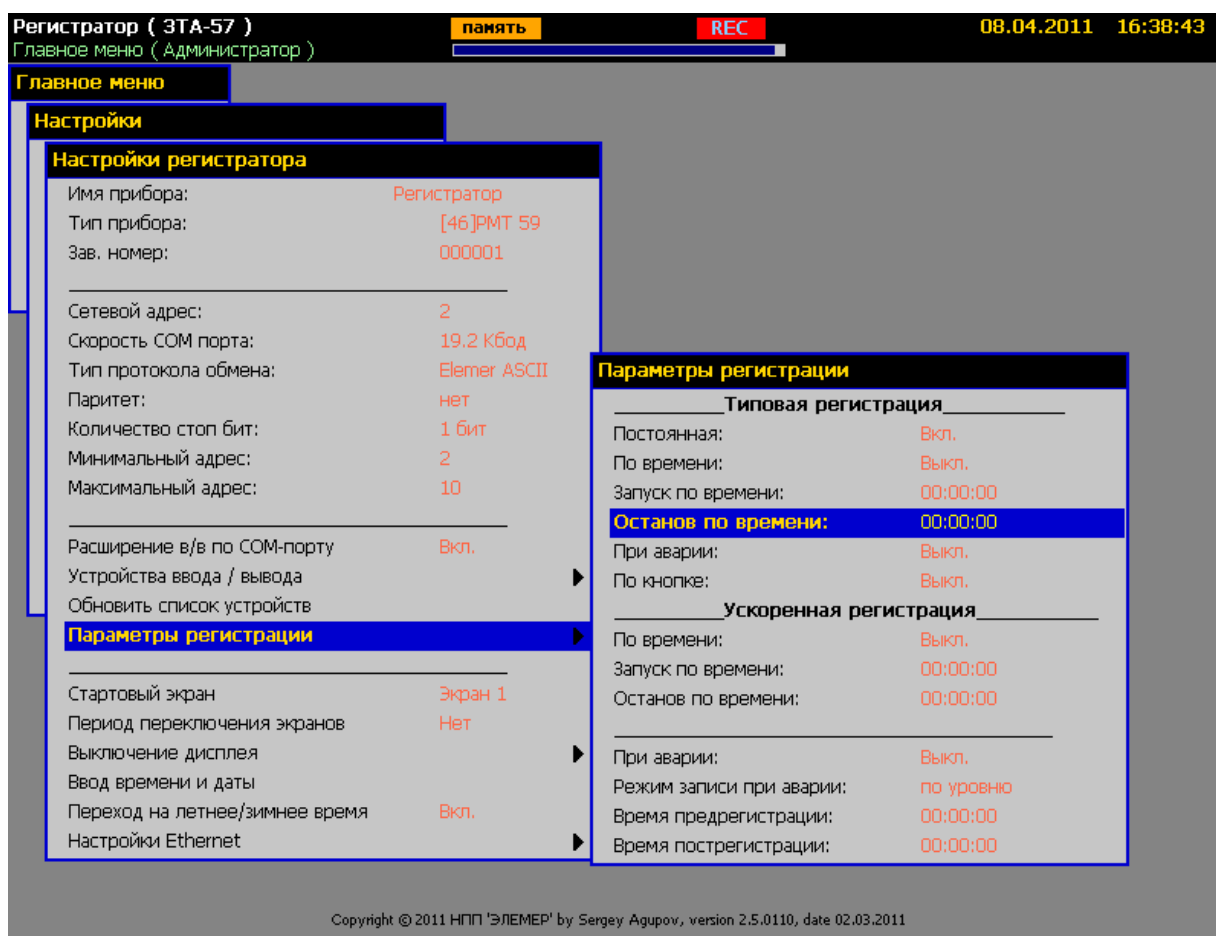 Регистратор ( ЗТА-57 ) память REC 08.04.2011 16:38:43
Главное меню ( Администратор )
Главное меню
Настройки
Настройки регистратора
Имя прибора: Регистратор
Тип прибора: [46]РМТ 59
Зав. номер: 000001
Сетевой адрес: 2
Скорость COM порта: 19.2 Кбод
Тип протокола обмена: Elemer ASCII
Паритет: нет
Количество стоп бит: 1 бит
Минимальный адрес: 2
Максимальный адрес: 10
Расширение в/в по COM-порту Вкл.
Устройства ввода / вывода
Обновить список устройств
Параметры регистрации
Стартовый экран Экран 1
Период переключения экранов Нет
Выключение дисплея
Ввод времени и даты
Переход на летнее/зимнее время Вкл.
Настройки Ethernet
Параметры регистрации
Типовая регистрация
Постоянная: Вкл.
По времени: Выкл.
Запуск по времени: 00:00:00
Останов по времени: 00:00:00
При аварии: Выкл.
По кнопке: Выкл.
Ускоренная регистрация
По времени: Выкл.
Запуск по времени: 00:00:00
Останов по времени: 00:00:00
При аварии: Выкл.
Режим записи при аварии: по уровню
Время предрегистрации: 00:00:00
Время пострегистрации: 00:00:00
Copyright © 2011 НПП 'ЭЛЕМЕР' by Sergey Agupov, version 2.5.0110, date 02.03.2011